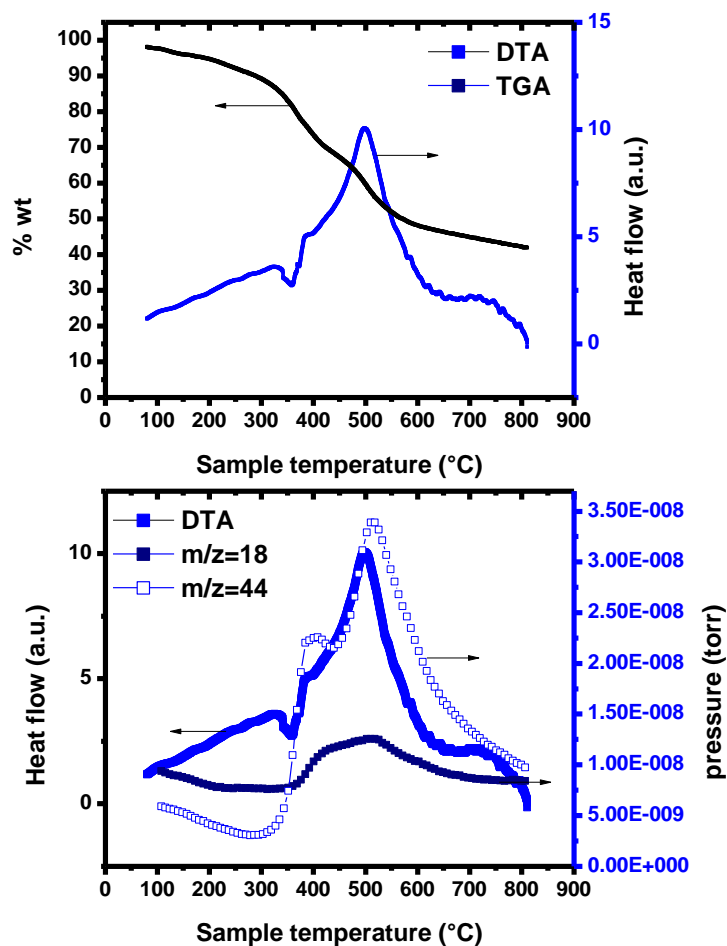 100
90
80
70
60
50
40
30
20
10
0
% wt
15
10
5
0
Heat flow (a.u.)
DTA
TGA
0 100 200 300 400 500 600 700 800 900
Sample temperature (°C)
DTA
m/z=18
m/z=44
10
5
0
Heat flow (a.u.)
3.50E-008
3.00E-008
2.50E-008
2.00E-008
1.50E-008
1.00E-008
5.00E-009
0.00E+000
pressure (torr)
0 100 200 300 400 500 600 700 800 900
Sample temperature (°C)